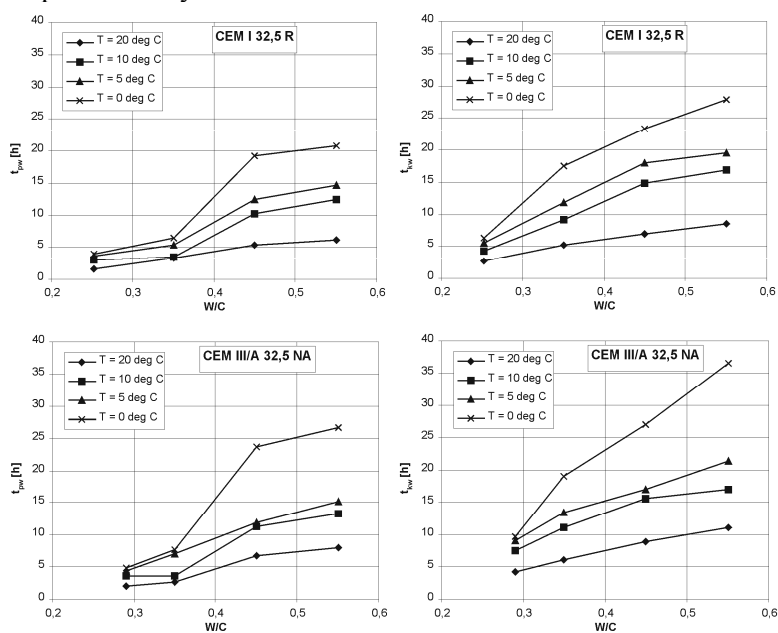 CEM I 32,5 R
T = 20 deg C
T = 10 deg C
T = 5 deg C
T = 0 deg C
t_pw [h]
40
35
30
25
20
15
10
5
0
0,2
0,3
0,4
0,5
0,6
W/C
CEM I 32,5 R
T = 20 deg C
T = 10 deg C
T = 5 deg C
T = 0 deg C
t_kw [h]
40
35
30
25
20
15
10
5
0
0,2
0,3
0,4
0,5
0,6
W/C
CEM III/A 32,5 NA
T = 20 deg C
T = 10 deg C
T = 5 deg C
T = 0 deg C
t_pw [h]
40
35
30
25
20
15
10
5
0
0,2
0,3
0,4
0,5
0,6
W/C
CEM III/A 32,5 NA
T = 20 deg C
T = 10 deg C
T = 5 deg C
T = 0 deg C
t_kw [h]
40
35
30
25
20
15
10
5
0
0,2
0,3
0,4
0,5
0,6
W/C